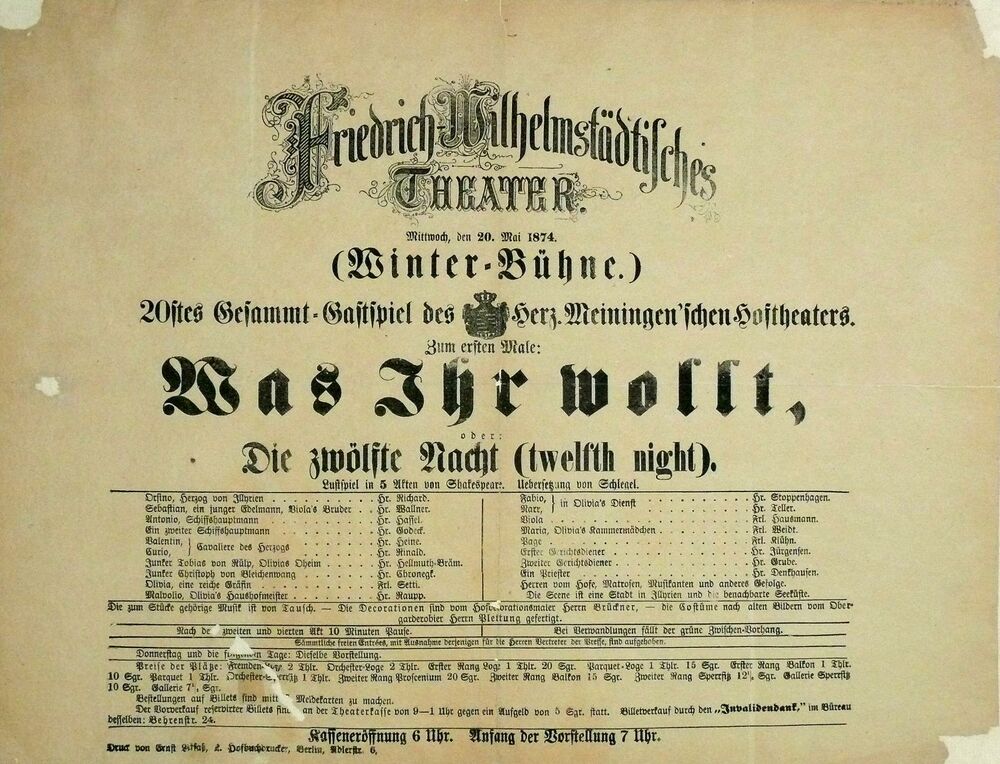 Friedrich-Wilhelmstädtisches
THEATER.
Mittwoch, den 20. Mai 1874.
(Winter-Bühne.)
20stes Gesammt-Gastspiel des Herz. Meiningen'schen Hoftheaters.
Zum ersten Male:
Was Ihr wollt,
oder:
Die zwölfte Nacht (twelfth night).
Lustspiel in 5 Akten von Shakespeare. Uebersetzung von Schlegel.
Orsino, Herzog von Illyrien . . . Hr. Richard.
Sebastian, ein junger Edelmann, Viola's Bruder . . Hr. Wallner.
Antonio, Schiffshauptmann . . . Hr. Hassel.
Ein zweiter Schiffshauptmann . . . Hr. Godeck.
Valentin, } Cavaliere des Herzogs . . . Hr. Heine.
Curio, } Hr. Rinald.
Junker Tobias von Rülp, Olivias Oheim . . . Hr. Hellmuth-Bräm.
Junker Christoph von Bleichenwang . . . Hr. Chronegk.
Olivia, eine reiche Gräfin . . . Frl. Setti.
Malvolio, Olivia's Haushofmeister . . . Hr. Raupp.
Fabio, } in Olivia's Dienst . . . Hr. Stoppenhagen.
Narr, } Hr. Teller.
Viola . . . Frl. Hausmann.
Maria, Olivia's Kammermädchen . . . Frl. Weidt.
Page . . . Frl. Kühn.
Erster Gerichtsdiener . . . Hr. Jürgensen.
Zweiter Gerichtsdiener . . . Hr. Grube.
Ein Priester . . . Hr. Denkhausen.
Herren vom Hofe, Matrosen, Musikanten und anderes Gefolge.
Die Scene ist eine Stadt in Illyrien und die benachbarte Seeküste.
Die zum Stücke gehörige Musik ist von Tausch. — Die Decorationen sind vom Hofdecorationsmaler Herrn Brückner, — die Costüme nach alten Bildern vom Ober-
garderobier Herrn Plettung gefertigt.
Nach dem zweiten und vierten Akt 10 Minuten Pause.
Bei Verwandlungen fällt der grüne Zwischen-Vorhang.
Sämmtliche freien Entrées, mit Ausnahme derjenigen für die Herren Vertreter der Presse, sind aufgehoben.
Donnerstag und die folgenden Tage: Dieselbe Vorstellung.
Preise der Plätze: Fremden-Loge 2 Thlr. Orchester-Loge 2 Thlr. Erster Rang Loge 1 Thlr. 20 Sgr. Parquet-Loge 1 Thlr. 15 Sgr. Erster Rang Balkon 1 Thlr.
10 Sgr. Parquet 1 Thlr. Orchester-Sperrsitz 1 Thlr. Zweiter Rang Proscenium 20 Sgr. Zweiter Rang Balkon 15 Sgr. Zweiter Rang Sperrsitz 12½ Sgr. Gallerie Sperrsitz
10 Sgr. Gallerie 7½ Sgr.
Bestellungen auf Billets sind mittelst Meldekarten zu machen.
Der Vorverkauf reservirter Billets findet an der Theaterkasse von 9—1 Uhr gegen ein Aufgeld von 5 Sgr. statt. Billetverkauf durch den „Invalidendank," im Büreau
desselben: Behrenstr. 24.
Kasseneröffnung 6 Uhr. Anfang der Vorstellung 7 Uhr.
Druck von Ernst Litfaß, K. Hofbuchdrucker, Berlin, Adlerstr. 6,